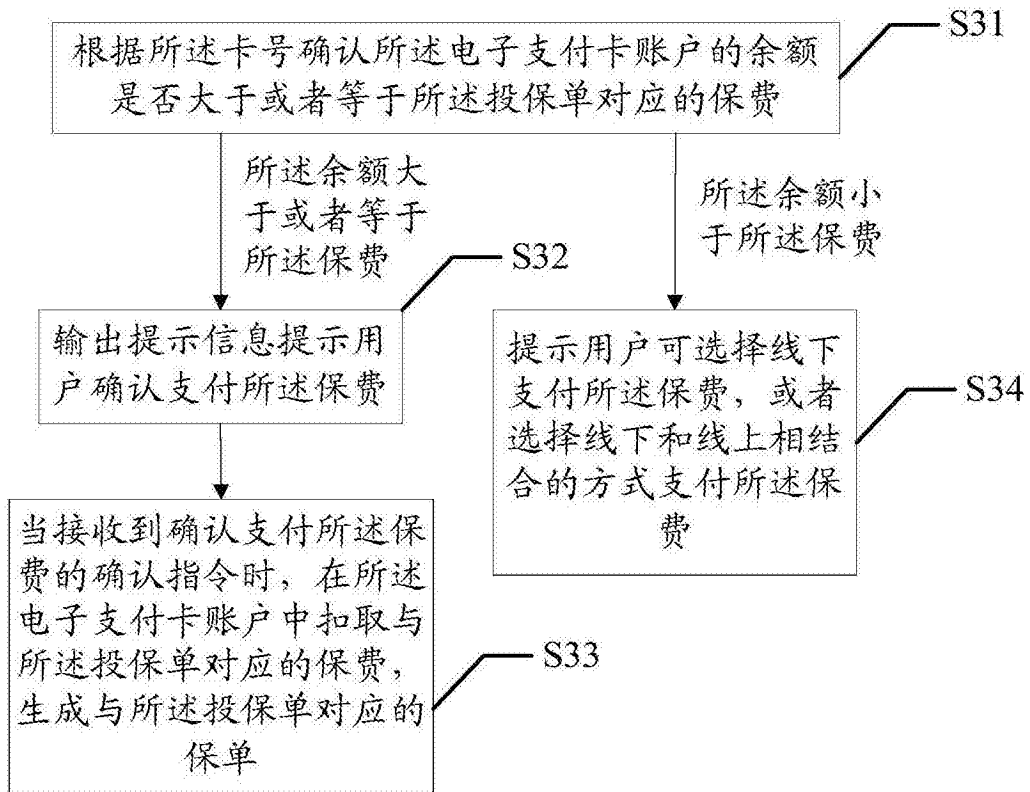 根据所述卡号确认所述电子支付卡账户的余额
是否大于或者等于所述投保单对应的保费
S31
所述余额大
于或者等于
所述保费
所述余额小
于所述保费
S32
输出提示信息提示用
户确认支付所述保费
提示用户可选择线下
支付所述保费，或者
选择线下和线上相结
合的方式支付所述保
费
S34
当接收到确认支付所述保
费的确认指令时，在所述
电子支付卡账户中扣取与
所述投保单对应的保费，
生成与所述投保单对应的
保单
S33